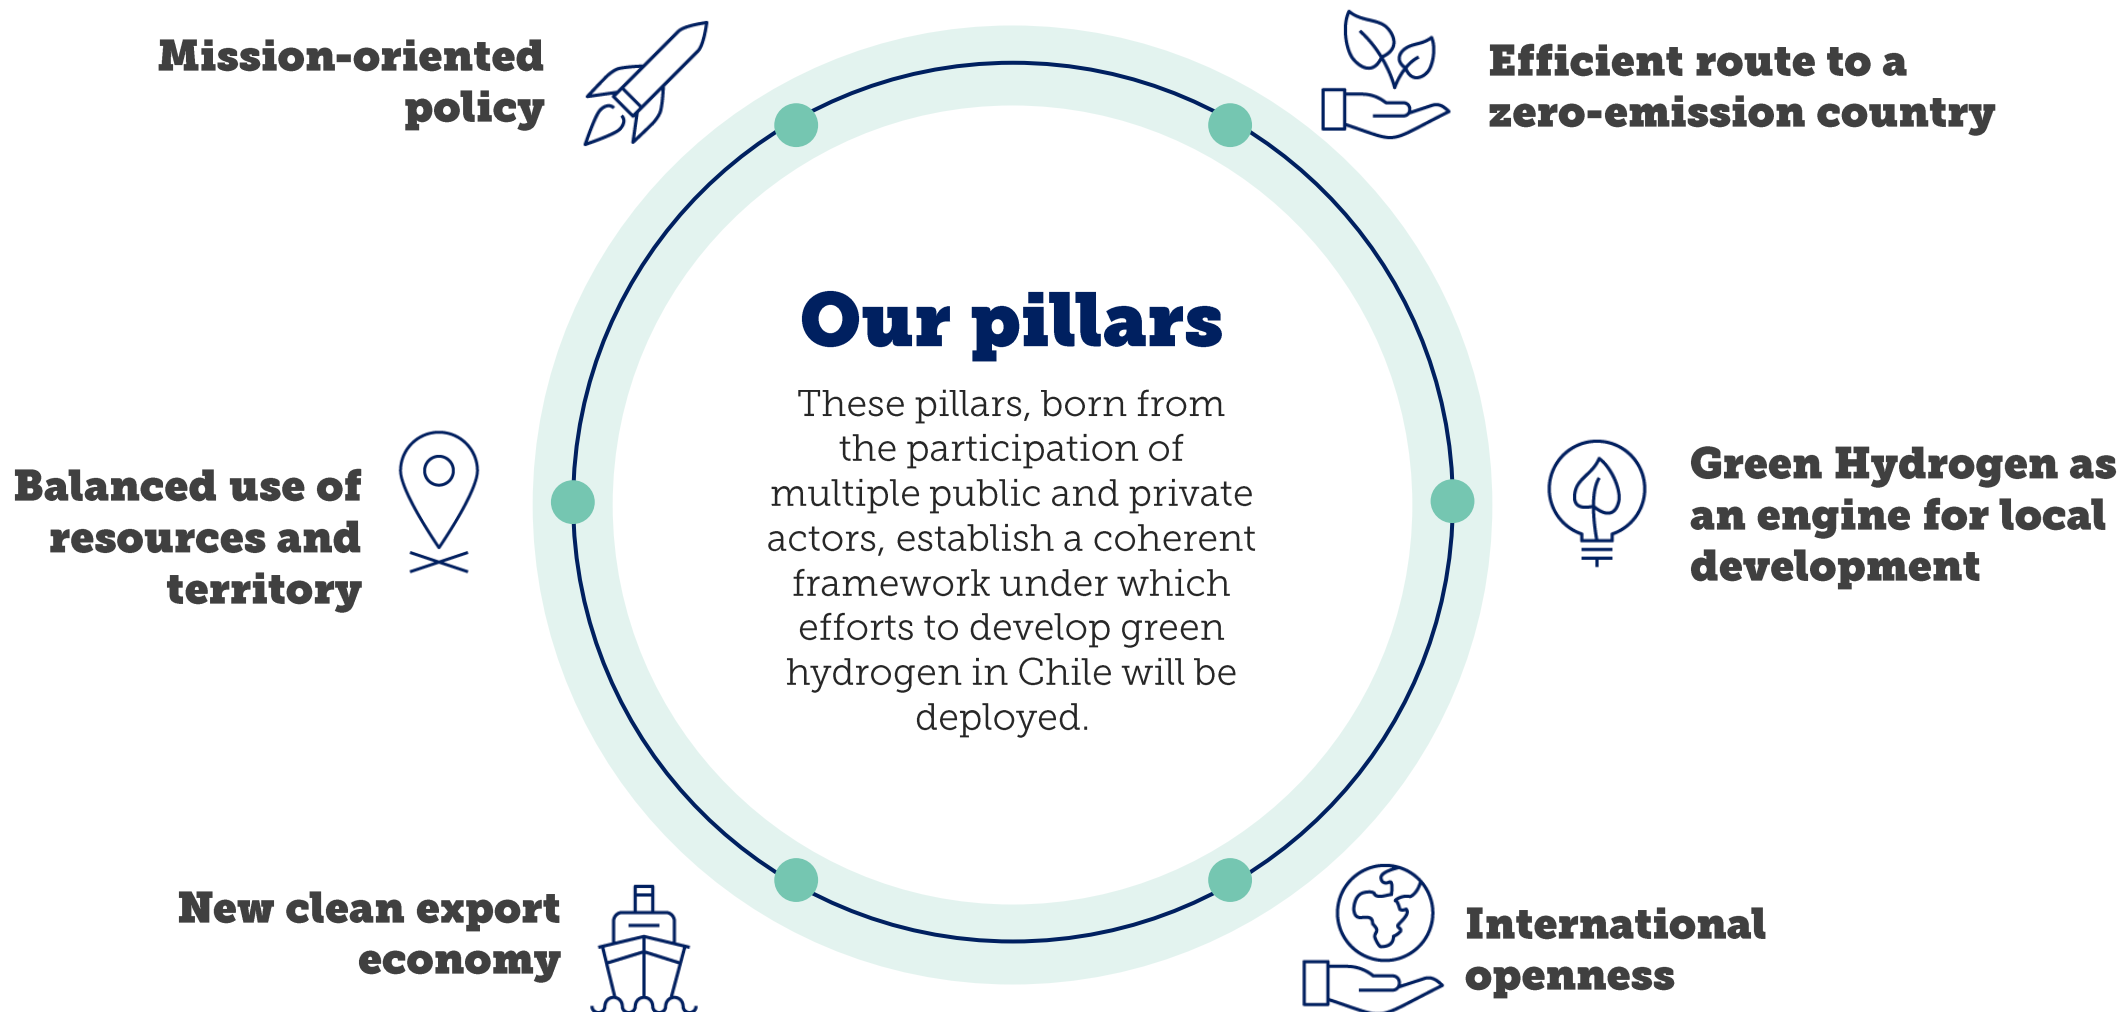 Mission-oriented
policy
Efficient route to a
zero-emission country
Our pillars
These pillars, born from
the participation of
multiple public and private
actors, establish a coherent
framework under which
efforts to develop green
hydrogen in Chile will be
deployed.
Balanced use of
resources and
territory
Green Hydrogen as
an engine for local
development
New clean export
economy
International
openness